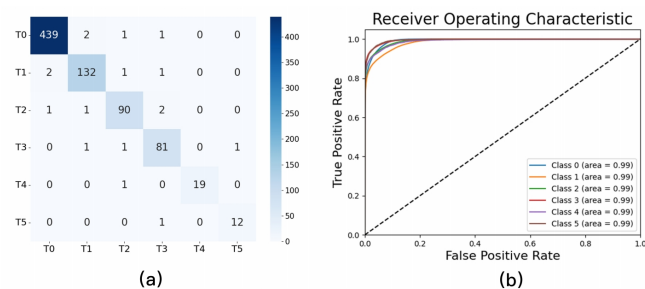 T0 439 2 1 1 0 0
T1 2 132 1 1 0 0
T2 1 1 90 2 0 0
T3 0 1 1 81 0 1
T4 0 0 1 0 19 0
T5 0 0 0 1 0 12
T0 T1 T2 T3 T4 T5
400
350
300
250
200
150
100
50
0
(a)
Receiver Operating Characteristic
True Positive Rate
1.0
0.8
0.6
0.4
0.2
0.0
Class 0 (area = 0.99)
Class 1 (area = 0.99)
Class 2 (area = 0.99)
Class 3 (area = 0.99)
Class 4 (area = 0.99)
Class 5 (area = 0.99)
0.0 0.2 0.4 0.6 0.8 1.0
False Positive Rate
(b)